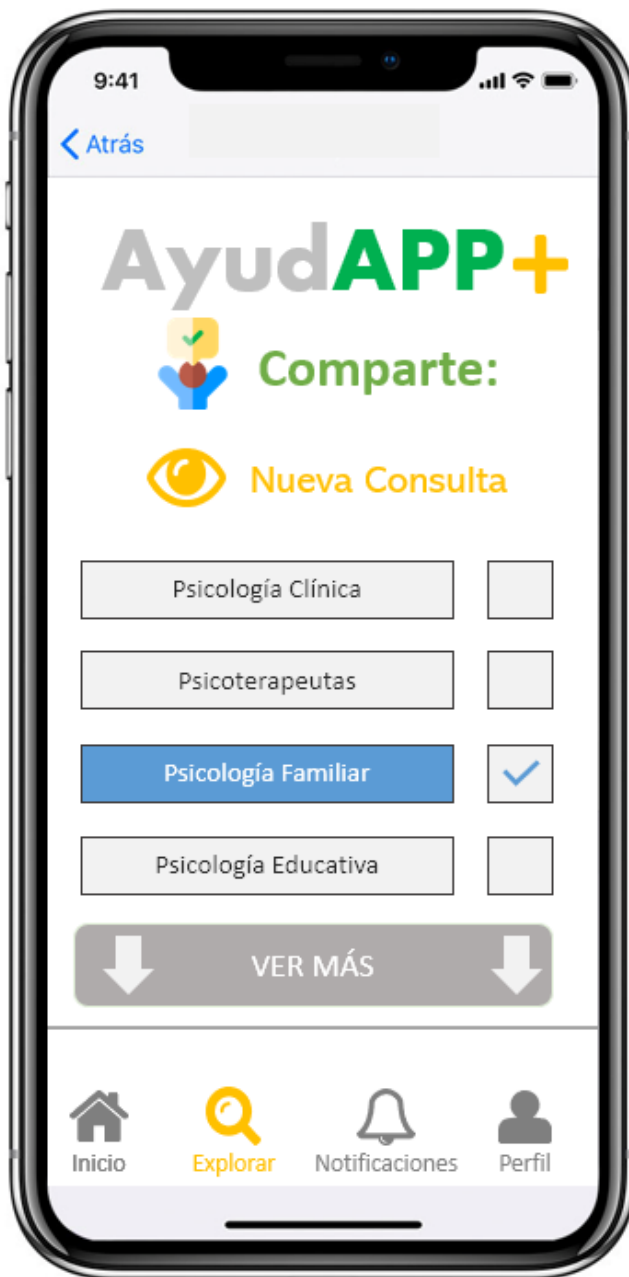 9:41
Atrás
AyudAPP+
Comparte:
Nueva Consulta
Psicología Clínica
Psicoterapeutas
Psicología Familiar
Psicología Educativa
VER MÁS
Inicio Explorar Notificaciones Perfil